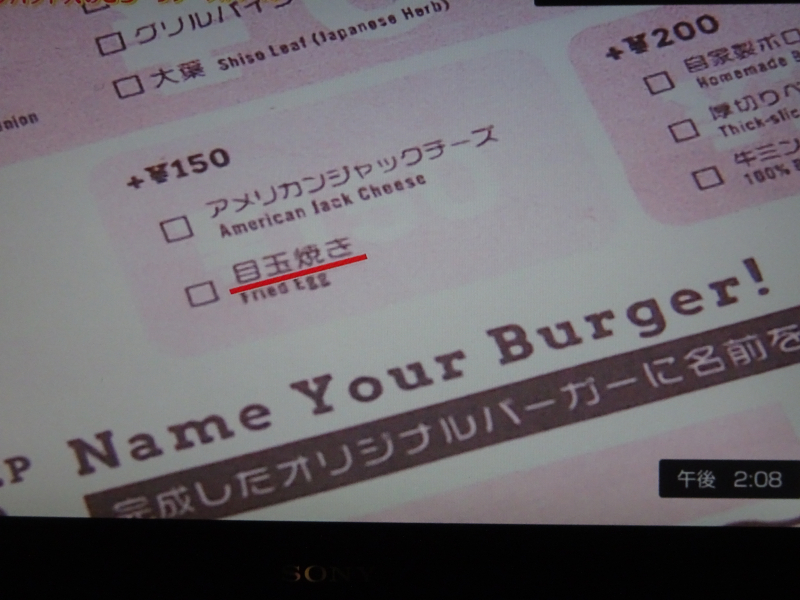 グリルパイン
大葉 Shiso Leaf (Japanese Herb)
+¥150
アメリカンジャックチーズ
American Jack Cheese
目玉焼き
Fried Egg
+¥200
自家製
Homemade
厚切り
Thick-slic
牛ミン
100%
Name Your Burger!
完成したオリジナルバーガーに名前を
午後 2:08
SONY